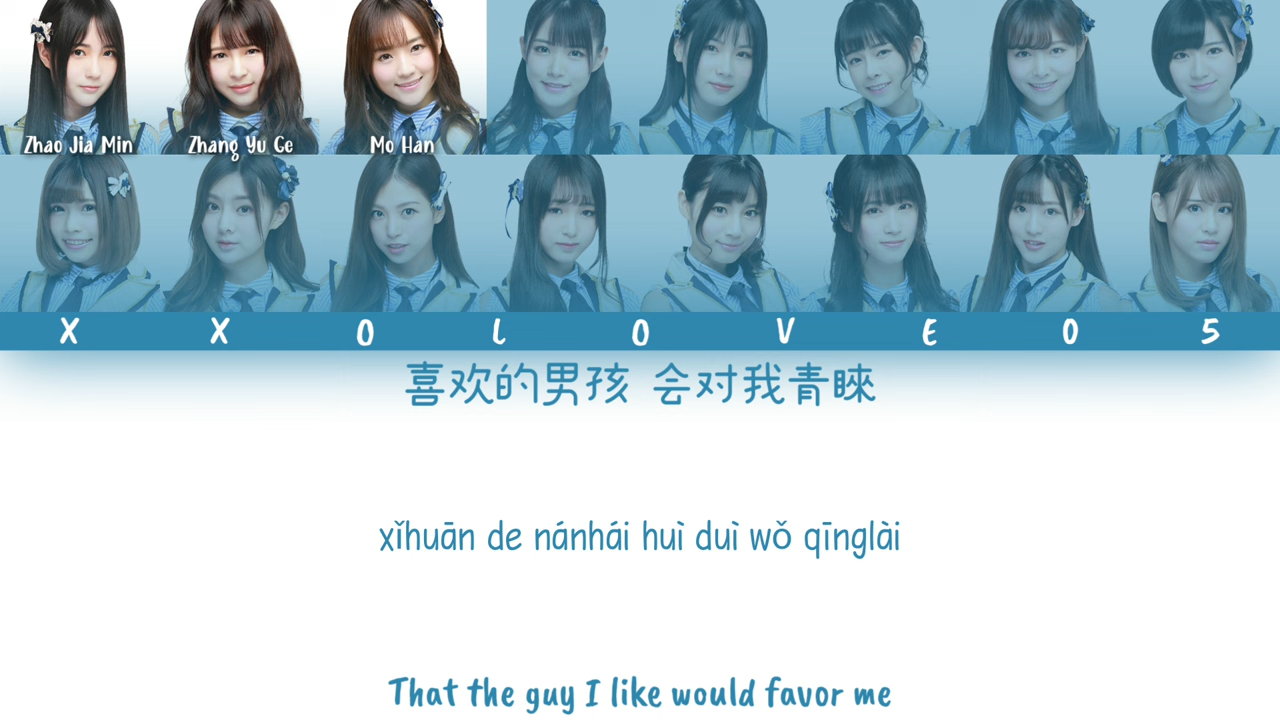 Zhao Jia Min Zhang Yu Ge Mo Han
X X O L O V E 0 5
喜欢的男孩 会对我青睐
xǐhuān de nánhái huì duì wǒ qīnglài
That the guy I like would favor me